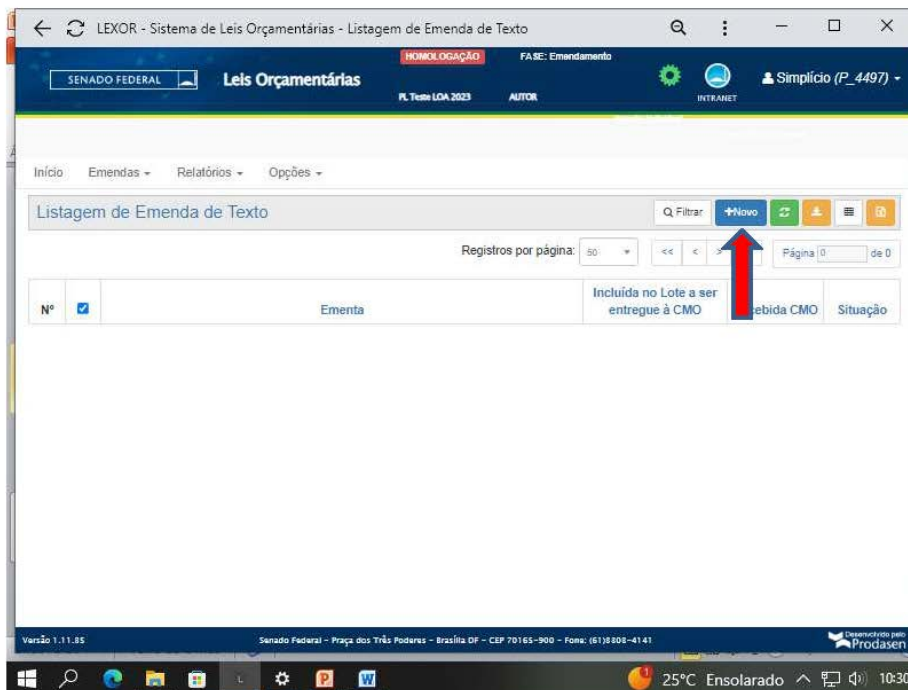 LEXOR - Sistema de Leis Orçamentárias - Listagem de Emenda de Texto
HOMOLOGAÇÃO FASE: Emendamento
SENADO FEDERAL Leis Orçamentárias INTRANET Simplício (P_4497)
PL Teste LOA 2023 AUTOR
Início Emendas Relatórios Opções
Listagem de Emenda de Texto Filtrar +Novo
Registros por página: 50 << < > Página 0 de 0
Nº Ementa Incluída no Lote a ser entregue à CMO CMO Situação
Versão 1.11.85 Senado Federal - Praça dos Três Poderes - Brasília DF - CEP 70165-900 - Fone: (61)8808-4141 Desenvolvido pelo Prodasen
25°C Ensolarado 10:30